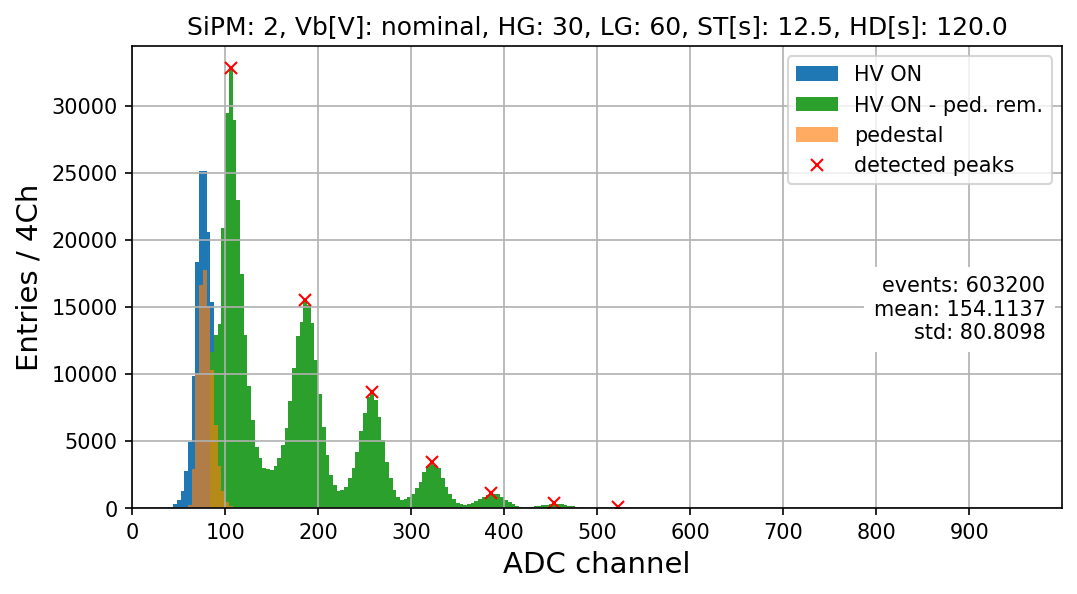 SiPM: 2, Vb[V]: nominal, HG: 30, LG: 60, ST[s]: 12.5, HD[s]: 120.0
HV ON
HV ON - ped. rem.
pedestal
detected peaks
events: 603200
mean: 154.1137
std: 80.8098
Entries / 4Ch
30000
25000
20000
15000
10000
5000
0
0 100 200 300 400 500 600 700 800 900
ADC channel